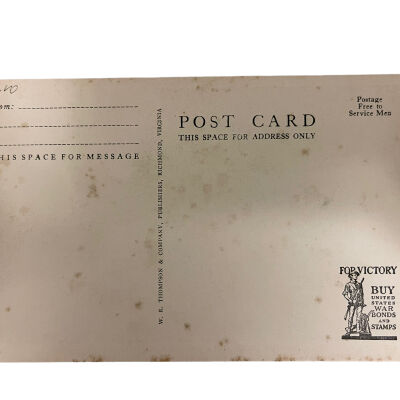 POST CARD
THIS SPACE FOR ADDRESS ONLY
Postage
Free to
Service Men
THIS SPACE FOR MESSAGE
W. R. THOMPSON & COMPANY, PUBLISHERS, RICHMOND, VIRGINIA
FOR VICTORY
BUY
UNITED
STATES
WAR
BONDS
AND
STAMPS